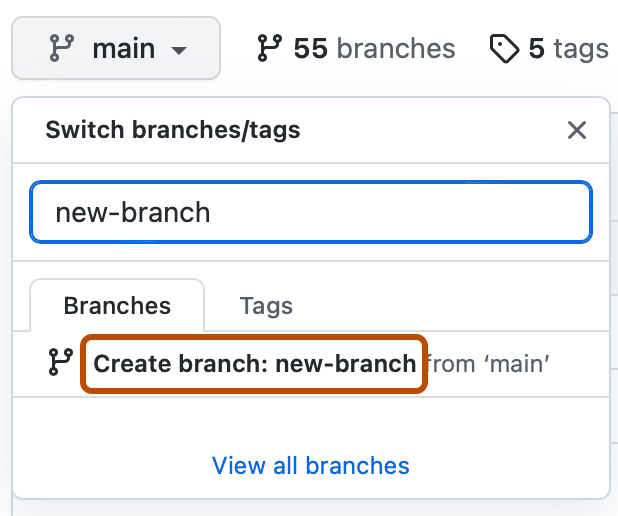 main 55 branches 5 tags
Switch branches/tags
new-branch
Branches Tags
Create branch: new-branch from ‘main’
View all branches